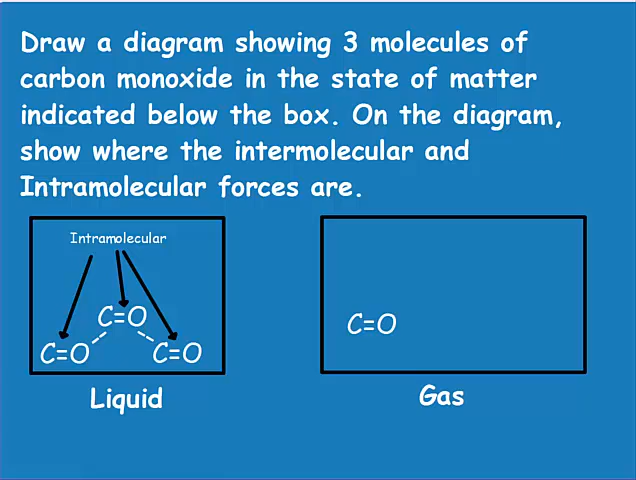 Draw a diagram showing 3 molecules of
carbon monoxide in the state of matter
indicated below the box. On the diagram,
show where the intermolecular and
Intramolecular forces are.
Intramolecular
C=O
C=O C=O
C=O
Liquid
Gas